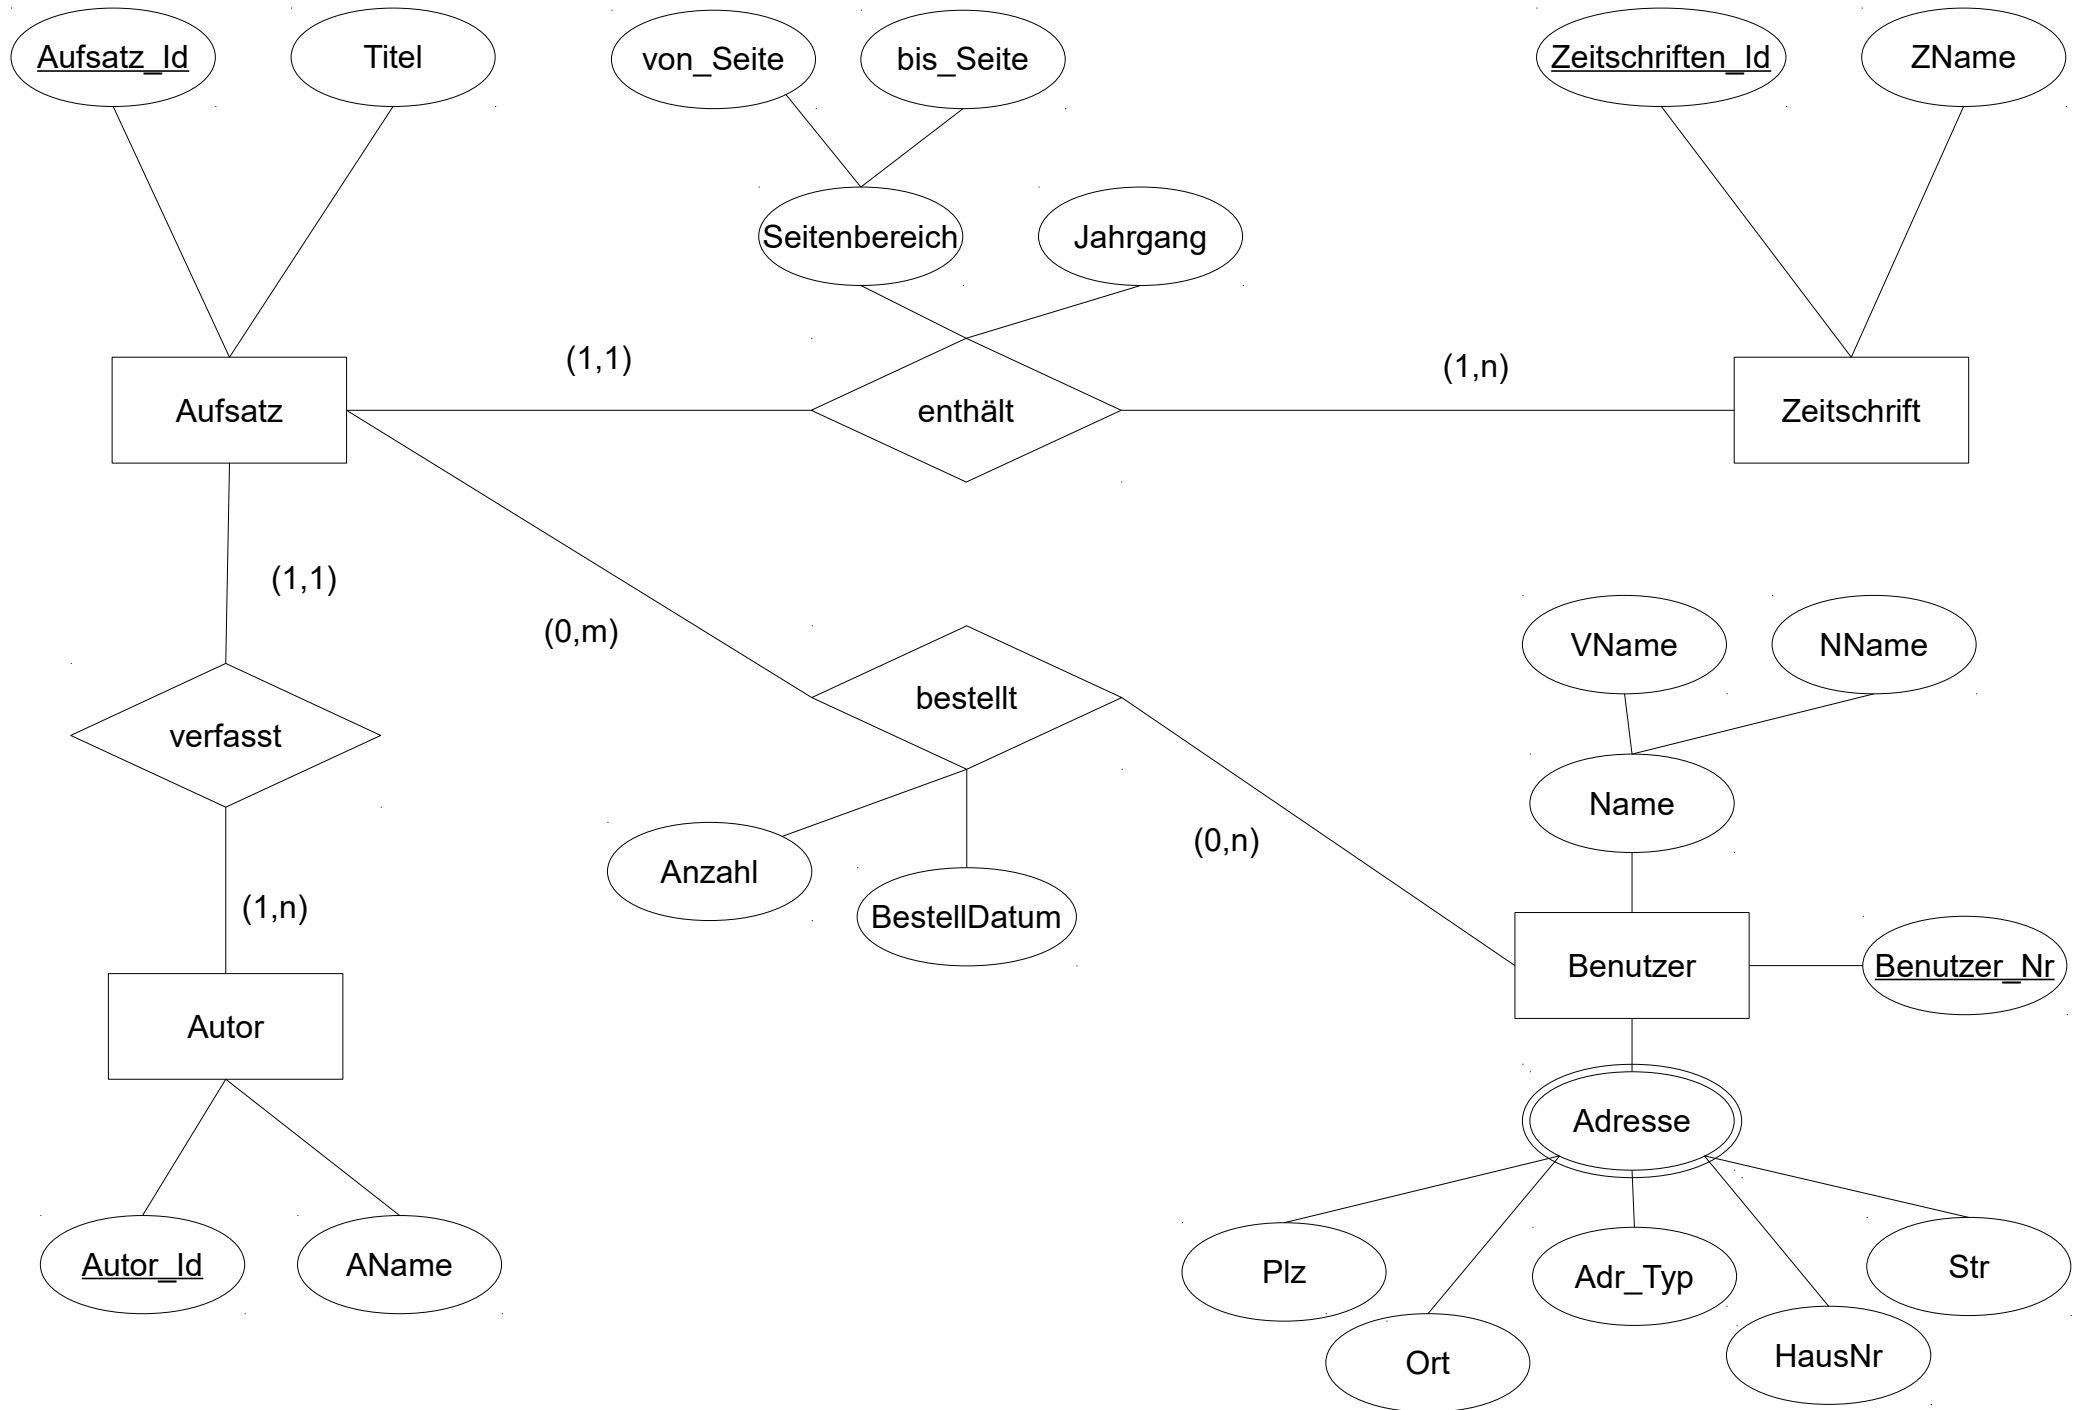 Aufsatz_Id
Titel
von_Seite
bis_Seite
Zeitschriften_Id
ZName
Seitenbereich
Jahrgang
(1,1)
(1,n)
Aufsatz
enthält
Zeitschrift
(1,1)
(0,m)
VName
NName
bestellt
verfasst
Name
(0,n)
Anzahl
(1,n)
BestellDatum
Benutzer
Benutzer_Nr
Autor
Adresse
Autor_Id
AName
Plz
Adr_Typ
Str
Ort
HausNr